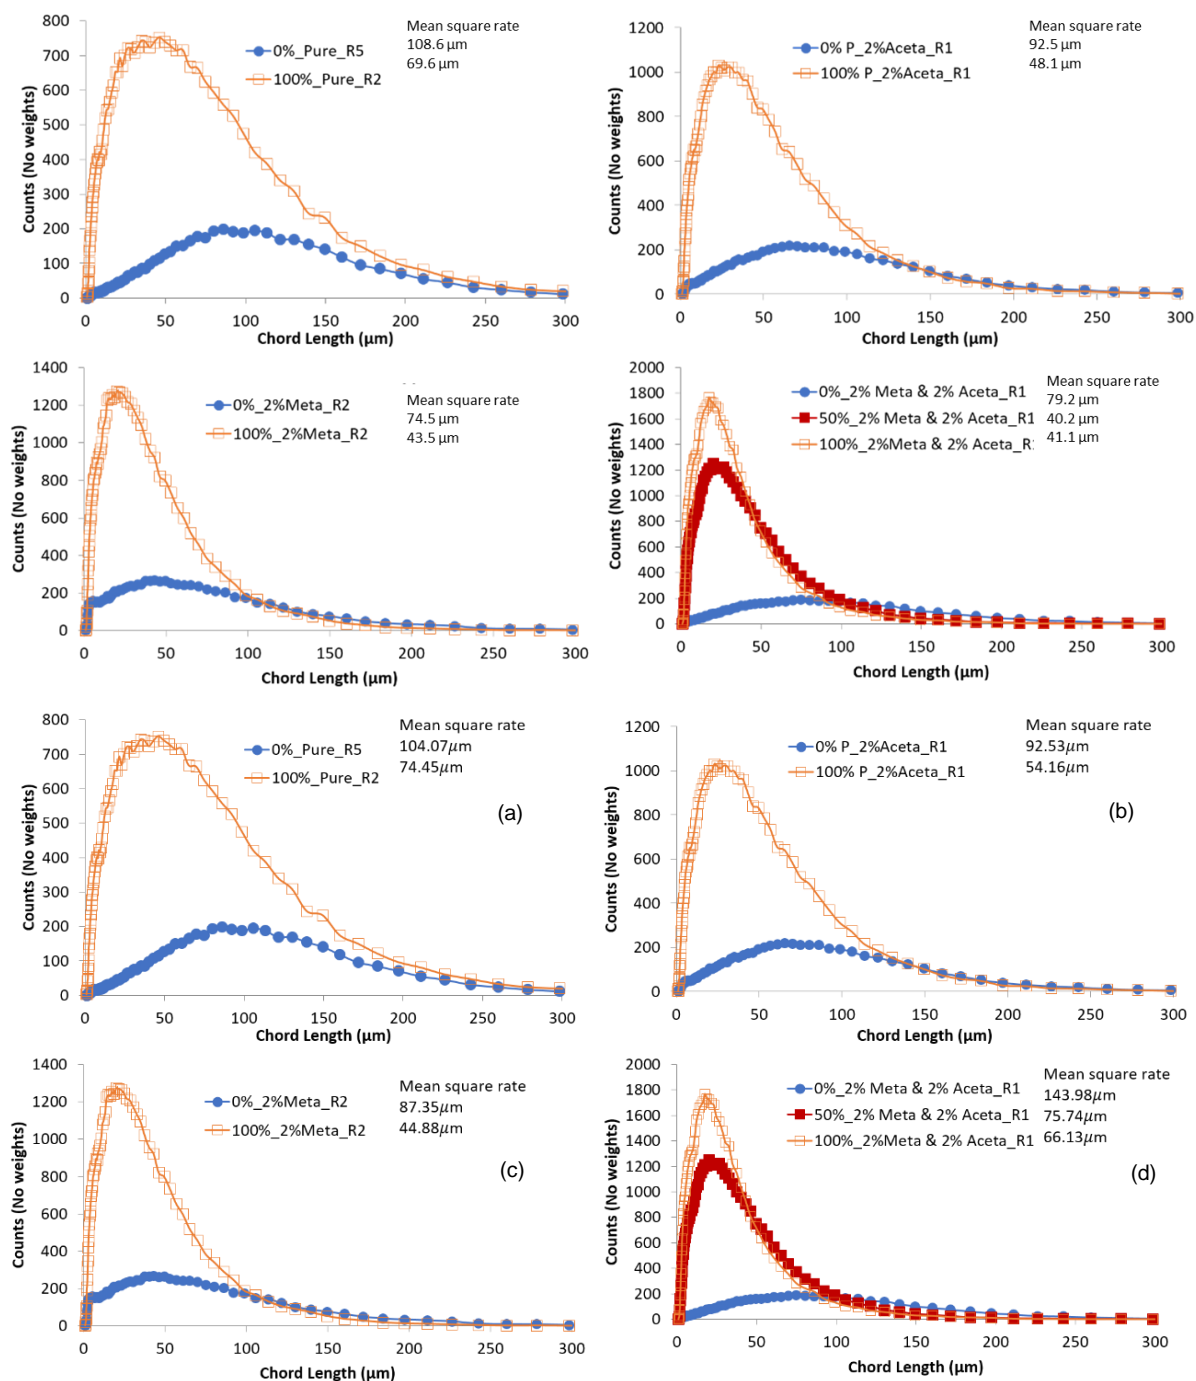 800
700
600
500
400
300
200
100
0
Counts (No weights)
0%_Pure_R5
100%_Pure_R2
Mean square rate
108.6 µm
69.6 µm
0 50 100 150 200 250 300
Chord Length (µm)
1200
1000
800
600
400
200
0
Counts (No weights)
0% P_2%Aceta_R1
100% P_2%Aceta_R1
Mean square rate
92.5 µm
48.1 µm
0 50 100 150 200 250 300
Chord Length (µm)
1400
1200
1000
800
600
400
200
0
Counts (No weights)
0%_2%Meta_R2
100%_2%Meta_R2
Mean square rate
74.5 µm
43.5 µm
0 50 100 150 200 250 300
Chord Length (µm)
2000
1800
1600
1400
1200
1000
800
600
400
200
0
Counts (No weights)
0%_2% Meta & 2% Aceta_R1
50%_2% Meta & 2% Aceta_R1
100%_2%Meta & 2% Aceta_R1
Mean square rate
79.2 µm
40.2 µm
41.1 µm
0 50 100 150 200 250 300
Chord Length (µm)
800
700
600
500
400
300
200
100
0
Counts (No weights)
0%_Pure_R5
100%_Pure_R2
Mean square rate
104.07µm
74.45µm
(a)
0 50 100 150 200 250 300
Chord Length (µm)
1200
1000
800
600
400
200
0
Counts (No weights)
0% P_2%Aceta_R1
100% P_2%Aceta_R1
Mean square rate
92.53µm
54.16µm
(b)
0 50 100 150 200 250 300
Chord Length (µm)
1400
1200
1000
800
600
400
200
0
Counts (No weights)
0%_2%Meta_R2
100%_2%Meta_R2
Mean square rate
87.35µm
44.88µm
(c)
0 50 100 150 200 250 300
Chord Length (µm)
2000
1800
1600
1400
1200
1000
800
600
400
200
0
Counts (No weights)
0%_2% Meta & 2% Aceta_R1
50%_2% Meta & 2% Aceta_R1
100%_2%Meta & 2% Aceta_R1
Mean square rate
143.98µm
75.74µm
66.13µm
(d)
0 50 100 150 200 250 300
Chord Length (µm)